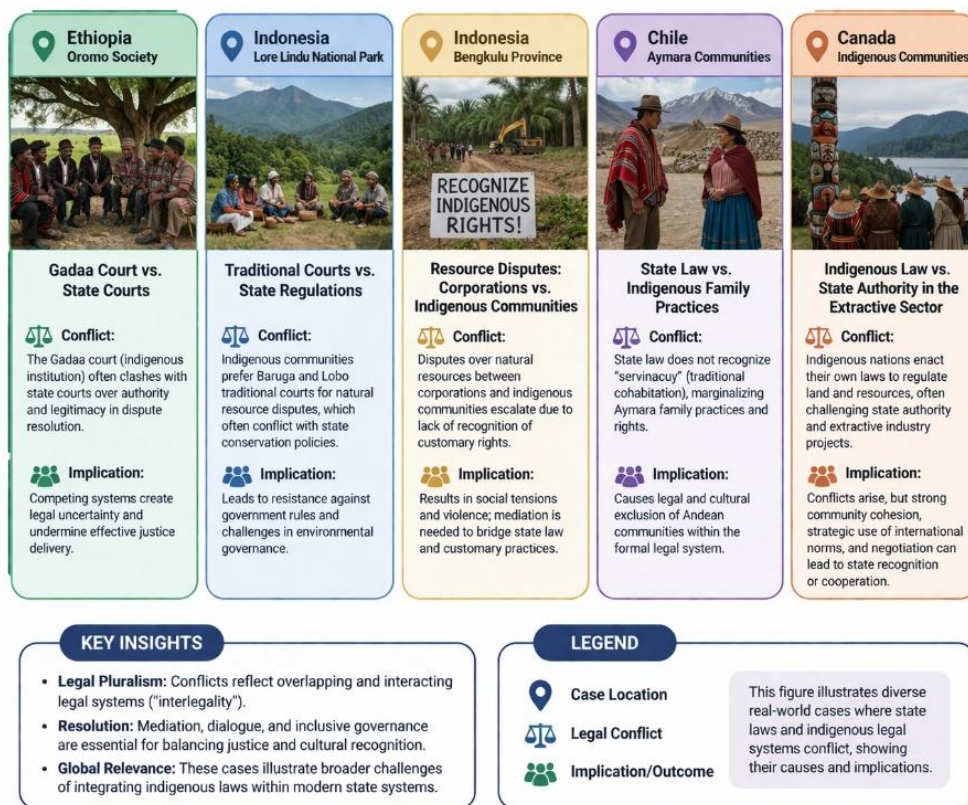 Ethiopia
Oromo Society
Gadaa Court vs.
State Courts
Conflict:
The Gadaa court (indigenous
institution) often clashes with
state courts over authority
and legitimacy in dispute
resolution.
Implication:
Competing systems create
legal uncertainty and
undermine effective justice
delivery.
Indonesia
Lore Lindu National Park
Traditional Courts vs.
State Regulations
Conflict:
Indigenous communities
prefer Baruga and Lobo
traditional courts for natural
resource disputes, which
often conflict with state
conservation policies.
Implication:
Leads to resistance against
government rules and
challenges in environmental
governance.
Indonesia
Bengkulu Province
RECOGNIZE
INDIGENOUS
RIGHTS!
Resource Disputes:
Corporations vs.
Indigenous Communities
Conflict:
Disputes over natural
resources between
corporations and indigenous
communities escalate due to
lack of recognition of
customary rights.
Implication:
Results in social tensions
and violence; mediation is
needed to bridge state law
and customary practices.
Chile
Aymara Communities
State Law vs.
Indigenous Family
Practices
Conflict:
State law does not recognize
"servinacuy" (traditional
cohabitation), marginalizing
Aymara family practices and
rights.
Implication:
Causes legal and cultural
exclusion of Andean
communities within the
formal legal system.
Canada
Indigenous Communities
Indigenous Law vs.
State Authority in the
Extractive Sector
Conflict:
Indigenous nations enact
their own laws to regulate
land and resources, often
challenging state authority
and extractive industry
projects.
Implication:
Conflicts arise, but strong
community cohesion,
strategic use of international
norms, and negotiation can
lead to state recognition
or cooperation.
KEY INSIGHTS
• Legal Pluralism: Conflicts reflect overlapping and interacting
legal systems ("interlegality").
• Resolution: Mediation, dialogue, and inclusive governance
are essential for balancing justice and cultural recognition.
• Global Relevance: These cases illustrate broader challenges
of integrating indigenous laws within modern state systems.
LEGEND
Case Location
Legal Conflict
Implication/Outcome
This figure illustrates diverse
real-world cases where state
laws and indigenous legal
systems conflict, showing
their causes and implications.